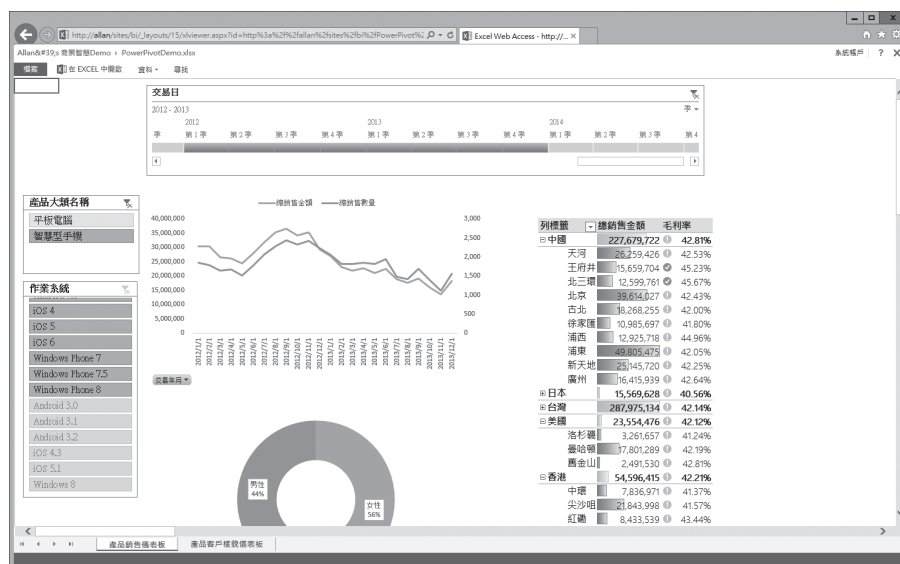 http://allan/sites/bi/_layouts/15/xlviewer.aspx?id=http%3a%2f%2fallan%2fsites%2fbi%2fPowerPivot%2
Excel Web Access - http://... ×
Allan&#39;s 商業智慧Demo › PowerPivotDemo.xlsx
系統帳戶 ? ×
檔案 在 EXCEL 中開啟 資料 尋找
交易日
2012 - 2013 季
2012 2013 2014
季 第 1 季 第 2 季 第 3 季 第 4 季 第 1 季 第 2 季 第 3 季 第 4 季 第 1 季 第 2 季 第 3 季 第 4
產品大類名稱
平板電腦
智慧型手機
作業系統
iOS 4
iOS 5
iOS 6
Windows Phone 7
Windows Phone 7.5
Windows Phone 8
Android 3.0
Android 3.1
Android 3.2
iOS 4.3
iOS 5.1
Windows 8
總銷售金額 總銷售數量
40,000,000
35,000,000
30,000,000
25,000,000
20,000,000
15,000,000
10,000,000
5,000,000
0
3,000
2,500
2,000
1,500
1,000
500
0
2012/1/1
2012/2/1
2012/3/1
2012/4/1
2012/5/1
2012/6/1
2012/7/1
2012/8/1
2012/9/1
2012/10/1
2012/11/1
2012/12/1
2013/1/1
2013/2/1
2013/3/1
2013/4/1
2013/5/1
2013/6/1
2013/7/1
2013/8/1
2013/9/1
2013/10/1
2013/11/1
2013/12/1
交易年月
男性
44%
女性
56%
列標籤 總銷售金額 毛利率
中國 227,679,722 42.81%
天河 26,259,426 42.53%
王府井 15,659,704 45.23%
北三環 12,599,761 45.67%
北京 39,614,027 42.43%
古北 18,268,255 42.00%
徐家匯 10,985,697 41.80%
浦西 12,925,718 44.96%
浦東 49,805,475 42.05%
新天地 25,145,720 42.25%
廣州 16,415,939 42.64%
日本 15,569,628 40.56%
台灣 287,975,134 42.14%
美國 23,554,476 42.12%
洛杉磯 3,261,657 41.24%
曼哈頓 17,801,289 42.19%
舊金山 2,491,530 42.81%
香港 54,596,415 42.21%
中環 7,836,971 41.37%
尖沙咀 21,843,998 41.57%
紅磡 8,433,539 43.44%
產品銷售儀表板 產品客戶樣貌儀表板